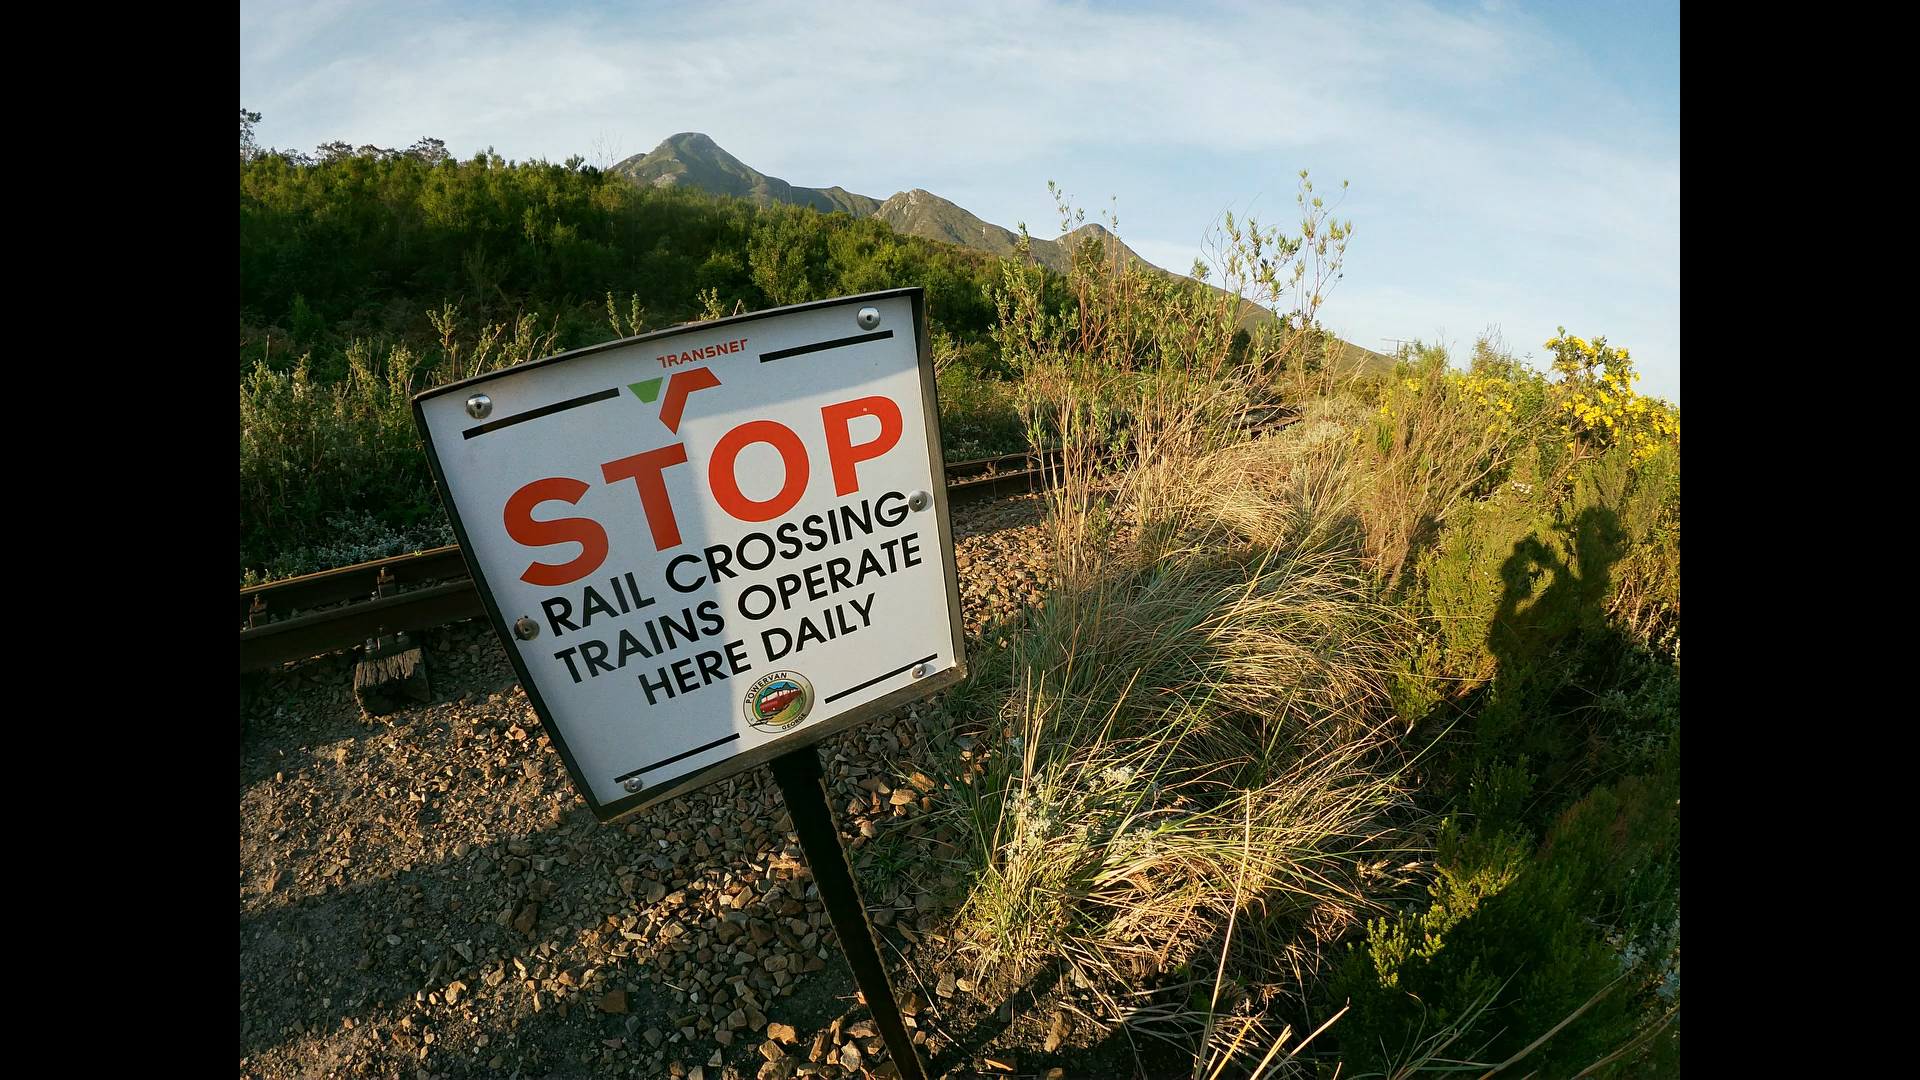 TRANSNET
STOP
RAIL CROSSING
TRAINS OPERATE
HERE DAILY
POWERVAN
GEORGE